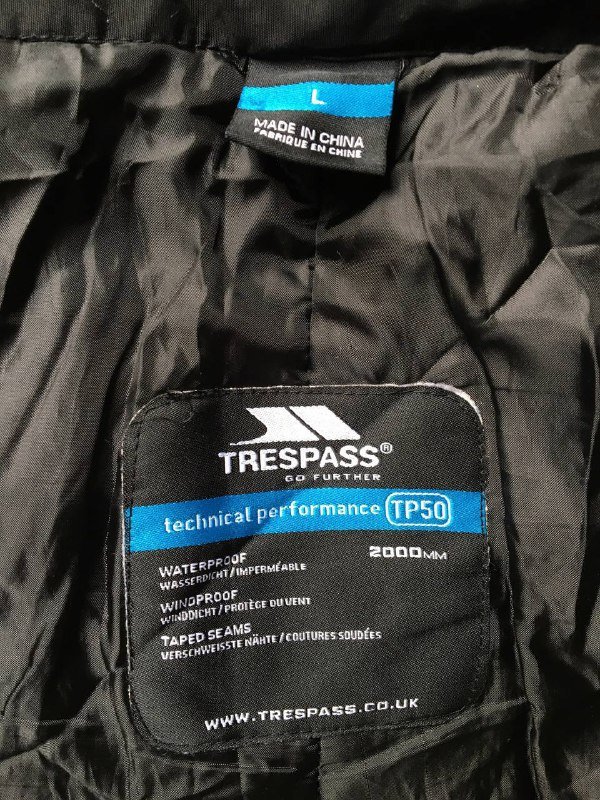 L
MADE IN CHINA
FABRIQUE EN CHINE
TRESPASS®
GO FURTHER
technical performance TP50
WATERPROOF 2000MM
WASSERDICHT/IMPERMÉABLE
WINDPROOF
WINDDICHT/PROTÈGE DU VENT
TAPED SEAMS
VERSCHWEISSTE NÄHTE/COUTURES SOUDÉES
WWW.TRESPASS.CO.UK